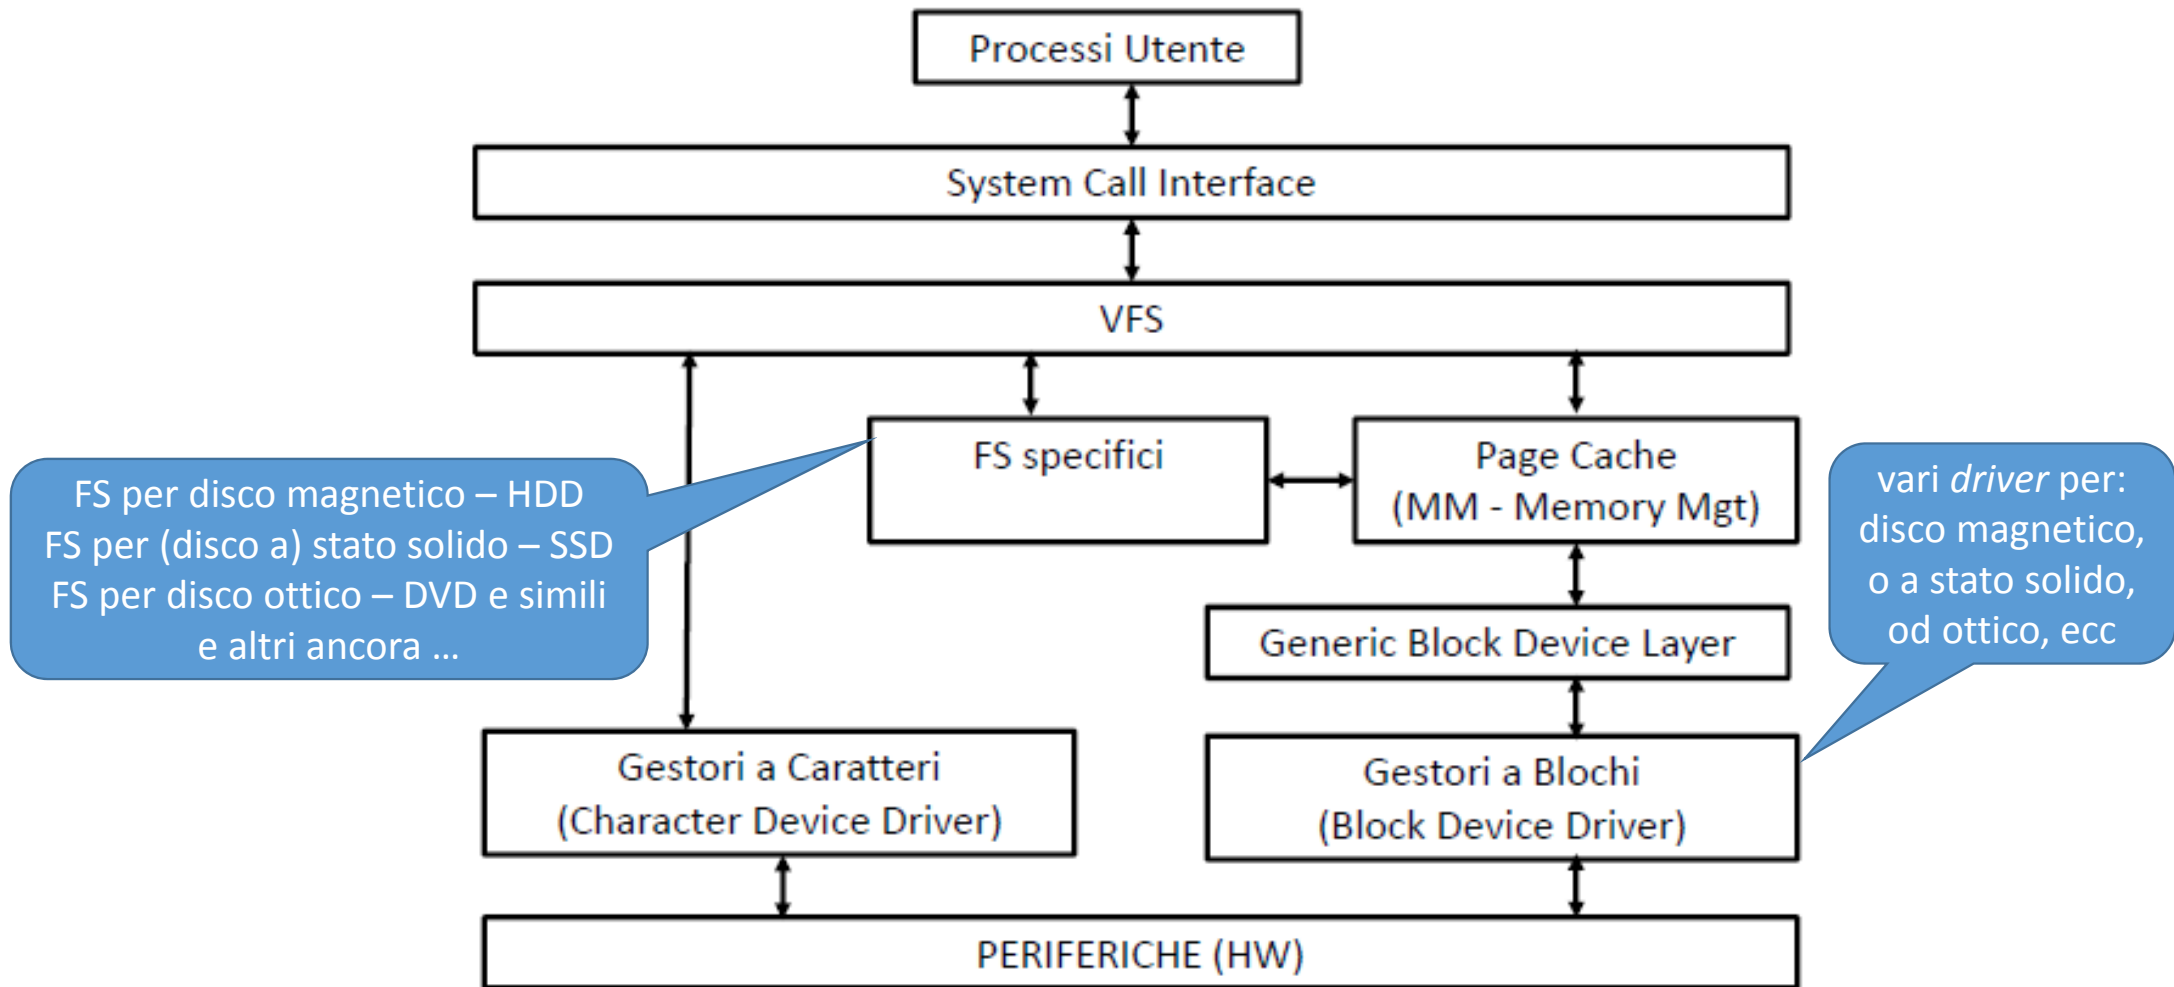 Processi Utente
System Call Interface
VFS
FS specifici
Page Cache
(MM - Memory Mgt)
FS per disco magnetico – HDD
FS per (disco a) stato solido – SSD
FS per disco ottico – DVD e simili
e altri ancora ...
vari driver per:
disco magnetico,
o a stato solido,
od ottico, ecc
Generic Block Device Layer
Gestori a Caratteri
(Character Device Driver)
Gestori a Blochi
(Block Device Driver)
PERIFERICHE (HW)